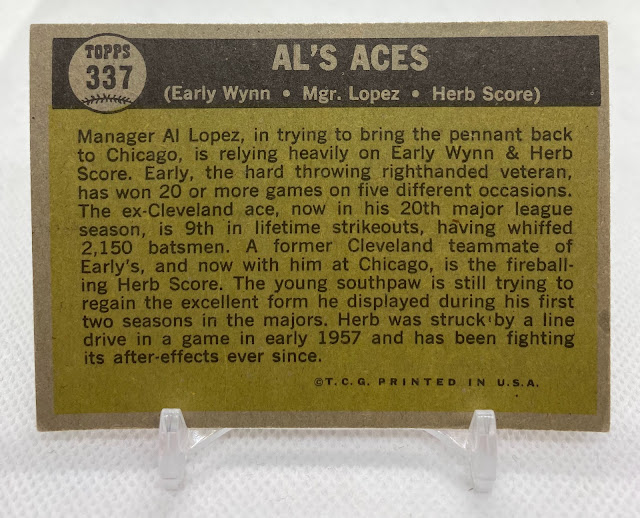 TOPPS
337
AL'S ACES
(Early Wynn • Mgr. Lopez • Herb Score)
Manager Al Lopez, in trying to bring the pennant back
to Chicago, is relying heavily on Early Wynn & Herb
Score. Early, the hard throwing righthanded veteran,
has won 20 or more games on five different occasions.
The ex-Cleveland ace, now in his 20th major league
season, is 9th in lifetime strikeouts, having whiffed
2,150 batsmen. A former Cleveland teammate of
Early's, and now with him at Chicago, is the fireball-
ing Herb Score. The young southpaw is still trying to
regain the excellent form he displayed during his first
two seasons in the majors. Herb was struck by a line
drive in a game in early 1957 and has been fighting
its after-effects ever since.
©T.C.G. PRINTED IN U.S.A.